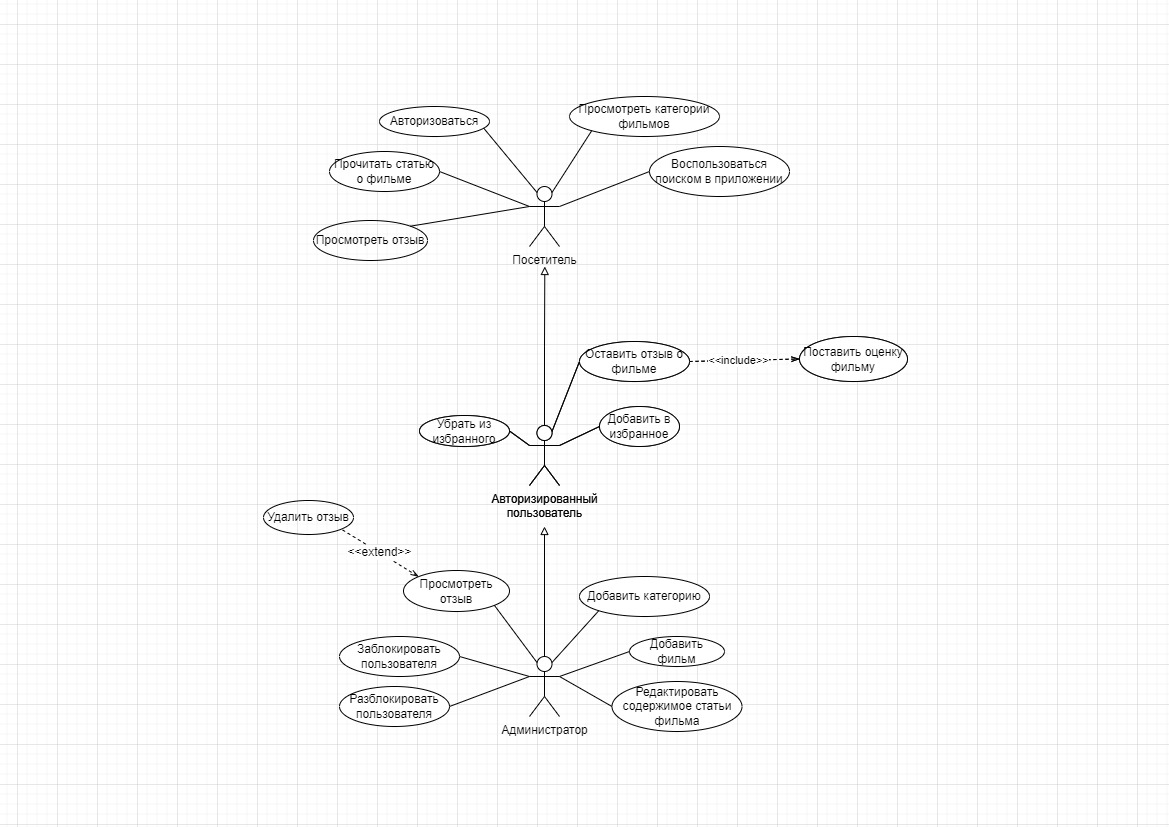 Авторизоваться
Просмотреть категории
фильмов
Прочитать статью
о фильме
Воспользоваться
поиском в приложении
Просмотреть отзыв
Посетитель
Оставить отзыв о
фильме
<<include>>
Поставить оценку
фильму
Убрать из
избранного
Добавить в
избранное
Авторизированный
пользователь
Удалить отзыв
<<extend>>
Просмотреть
отзыв
Добавить категорию
Заблокировать
пользователя
Добавить
фильм
Разблокировать
пользователя
Редактировать
содержимое статьи
фильма
Администратор